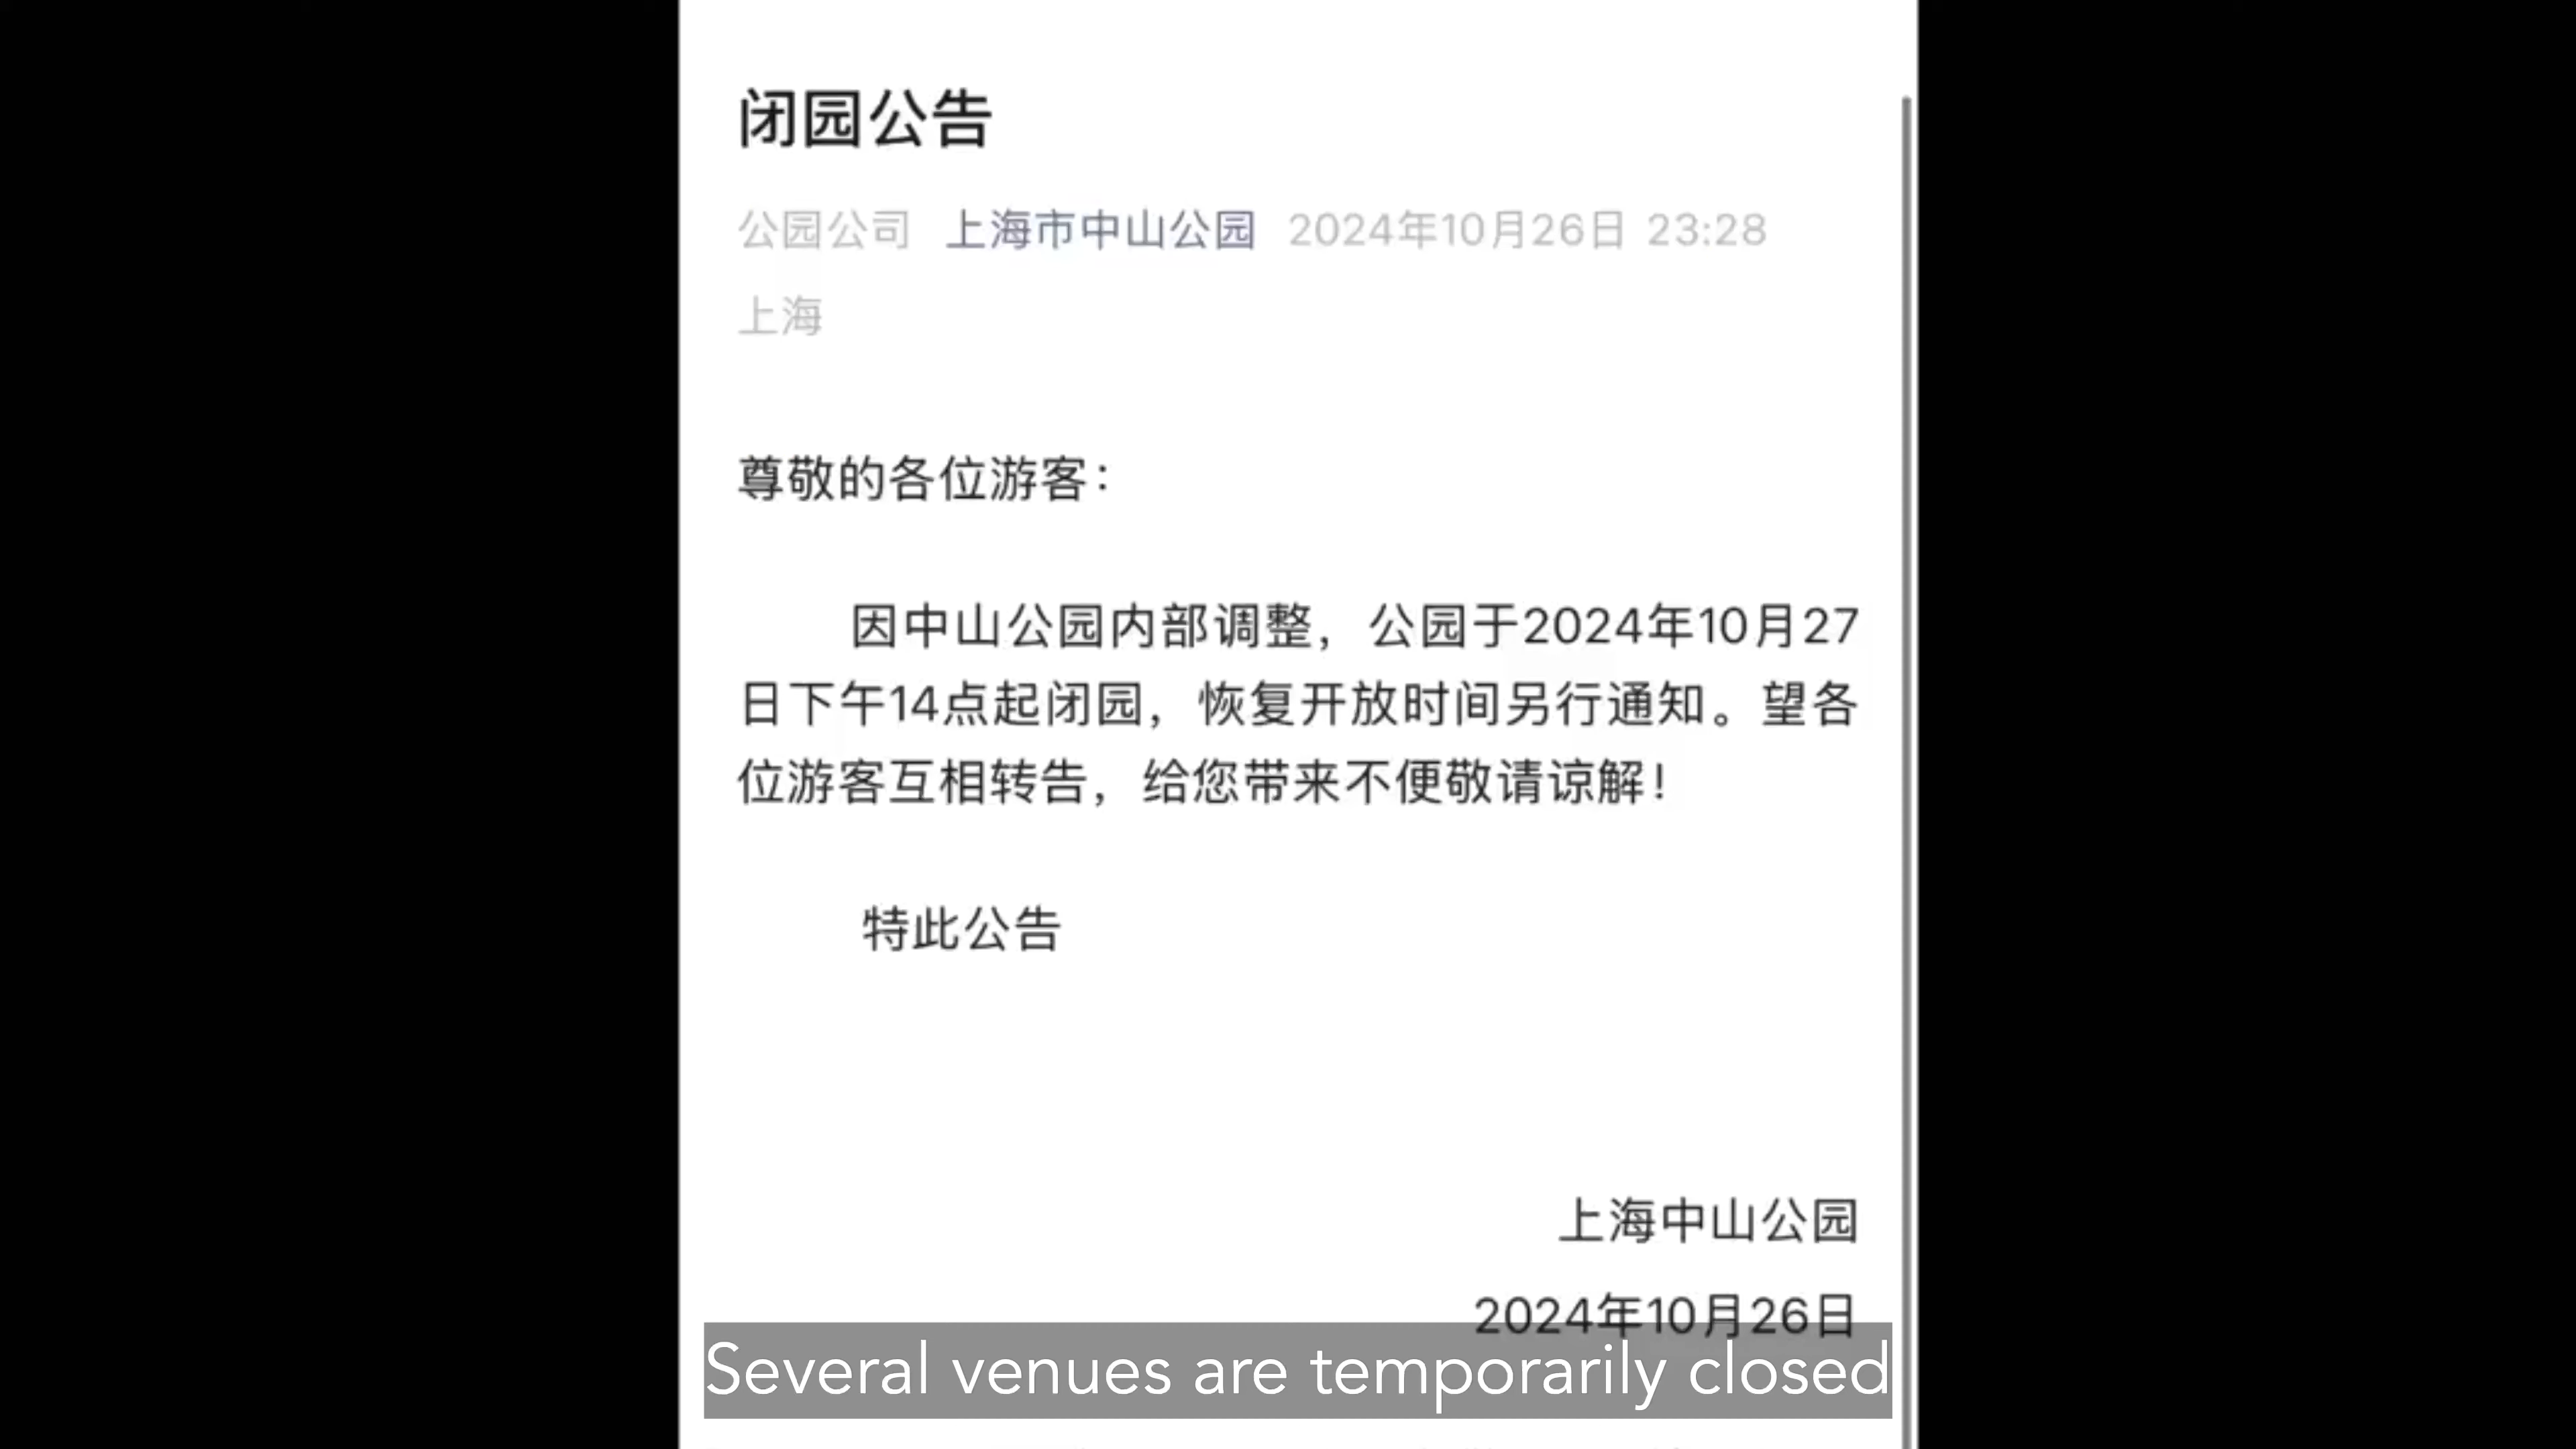 闭园公告
公园公司 上海市中山公园 2024年10月26日 23:28
上海
尊敬的各位游客：
因中山公园内部调整，公园于2024年10月27
日下午14点起闭园，恢复开放时间另行通知。望各
位游客互相转告，给您带来不便敬请谅解！
特此公告
上海中山公园
2024年10月26日
Several venues are temporarily closed